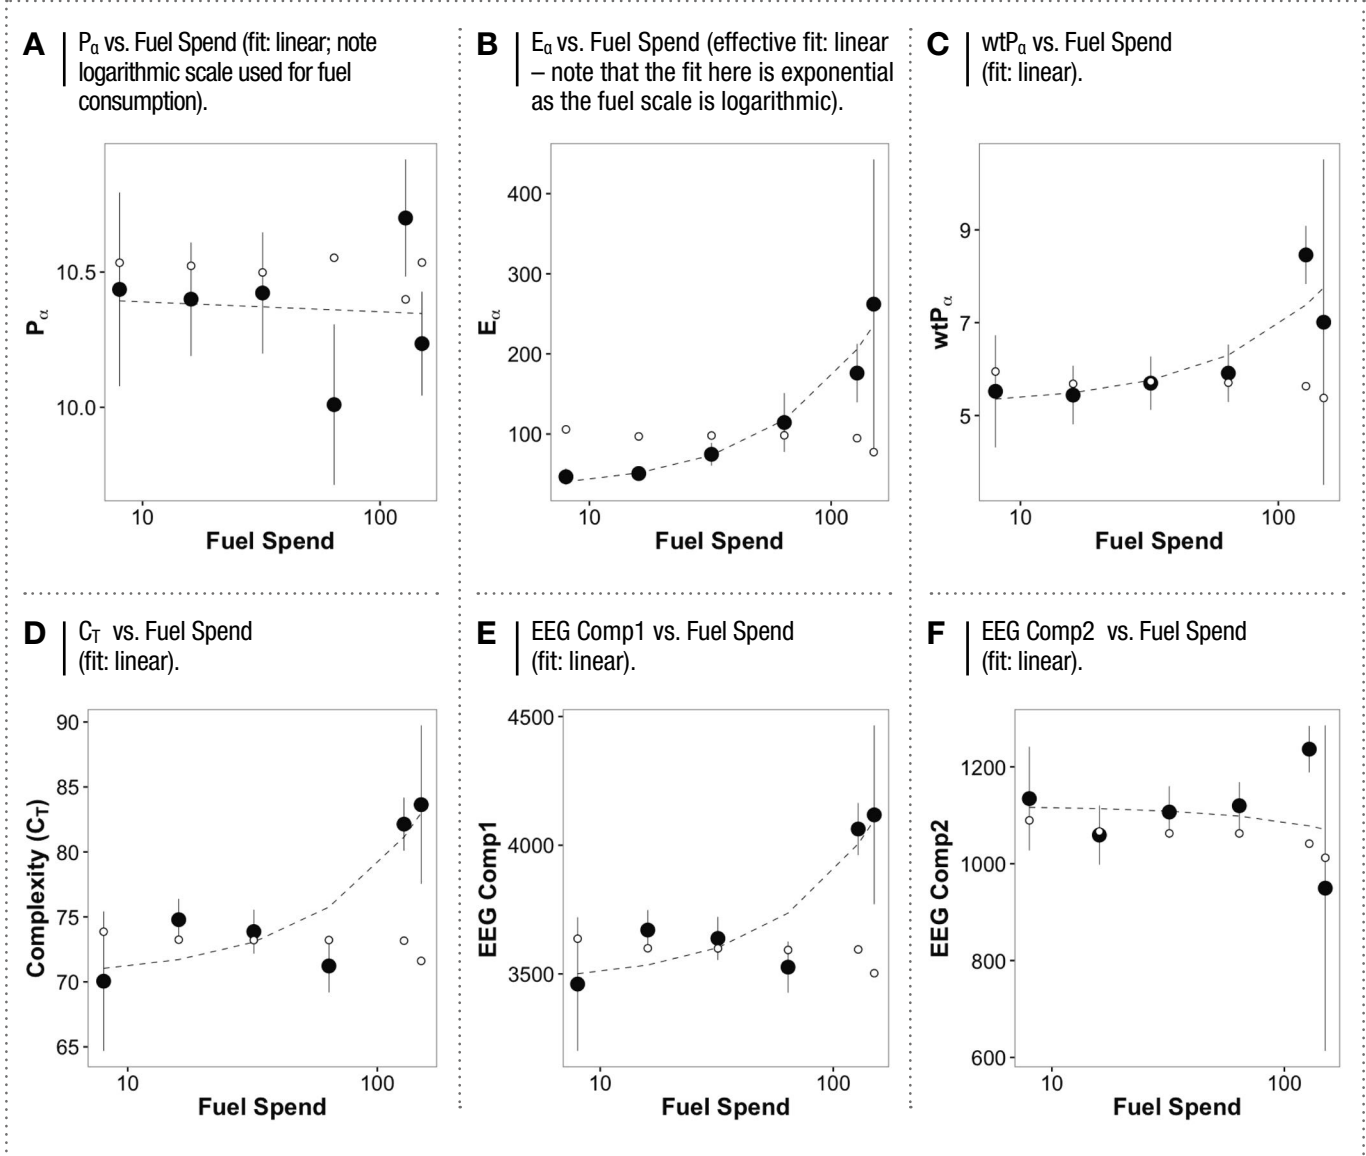 A
Pα vs. Fuel Spend (fit: linear; note
logarithmic scale used for fuel
consumption).
10.5
10.0
Pα
10
100
Fuel Spend
B
Eα vs. Fuel Spend (effective fit: linear
– note that the fit here is exponential
as the fuel scale is logarithmic).
400
300
200
100
Eα
10
100
Fuel Spend
C
wtPα vs. Fuel Spend
(fit: linear).
9
7
5
wtPα
10
100
Fuel Spend
D
CT vs. Fuel Spend
(fit: linear).
90
85
80
75
70
65
Complexity (CT)
10
100
Fuel Spend
E
EEG Comp1 vs. Fuel Spend
(fit: linear).
4500
4000
3500
EEG Comp1
10
100
Fuel Spend
F
EEG Comp2 vs. Fuel Spend
(fit: linear).
1200
1000
800
600
EEG Comp2
10
100
Fuel Spend